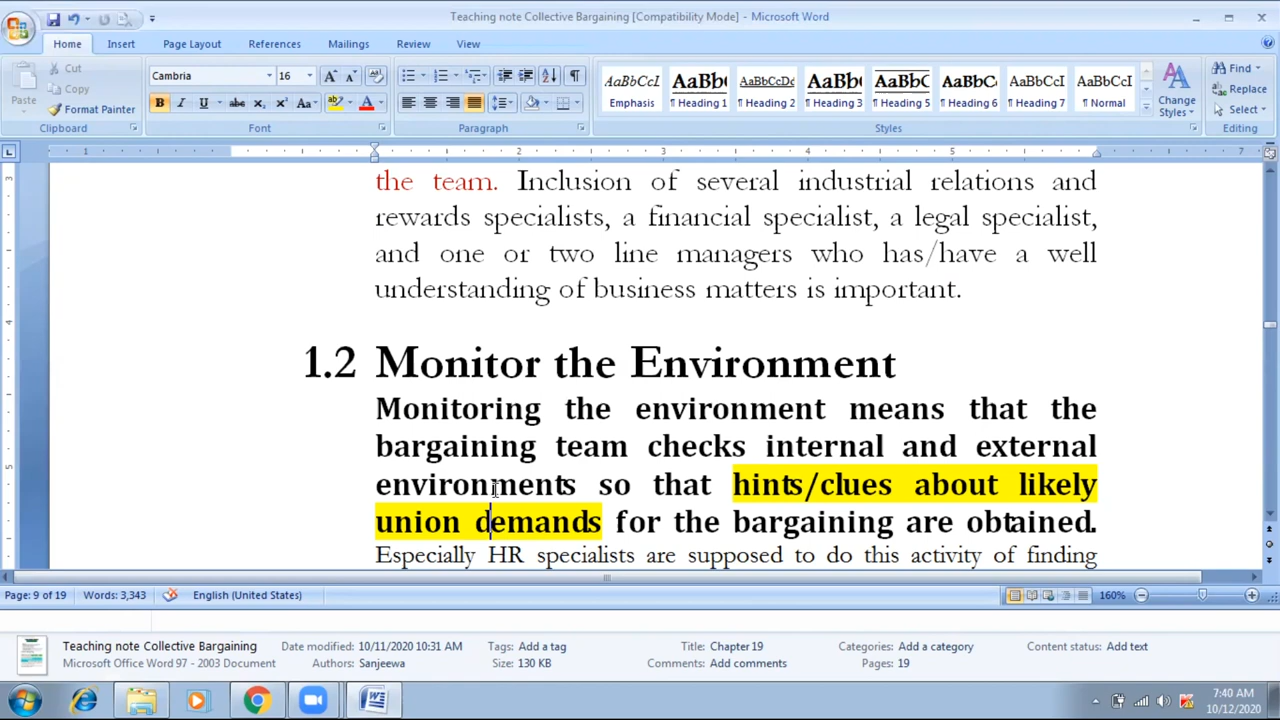 Teaching note Collective Bargaining [Compatibility Mode] - Microsoft Word
Home Insert Page Layout References Mailings Review View
Cut
Copy
Format Painter
Paste
Clipboard
Cambria 16
Font
Paragraph
AaBbCcI AaBbC AaBbCcDc AaBbC AaBbC AaBbC AaBbCcI AaBbCcI
Emphasis ¶ Heading 1 ¶ Heading 2 ¶ Heading 3 ¶ Heading 5 ¶ Heading 6 ¶ Heading 7 ¶ Normal
Change Styles
Styles
Find
Replace
Select
Editing
1 2 3 4 5 7
the team. Inclusion of several industrial relations and
rewards specialists, a financial specialist, a legal specialist,
and one or two line managers who has/have a well
understanding of business matters is important.
1.2 Monitor the Environment
Monitoring the environment means that the
bargaining team checks internal and external
environments so that hints/clues about likely
union demands for the bargaining are obtained.
Especially HR specialists are supposed to do this activity of finding
Page: 9 of 19 Words: 3,343 English (United States) 160%
Teaching note Collective Bargaining Date modified: 10/11/2020 10:31 AM Tags: Add a tag Title: Chapter 19 Categories: Add a category Content status: Add text
Microsoft Office Word 97 - 2003 Document Authors: Sanjeewa Size: 130 KB Comments: Add comments Pages: 19
7:40 AM
10/12/2020